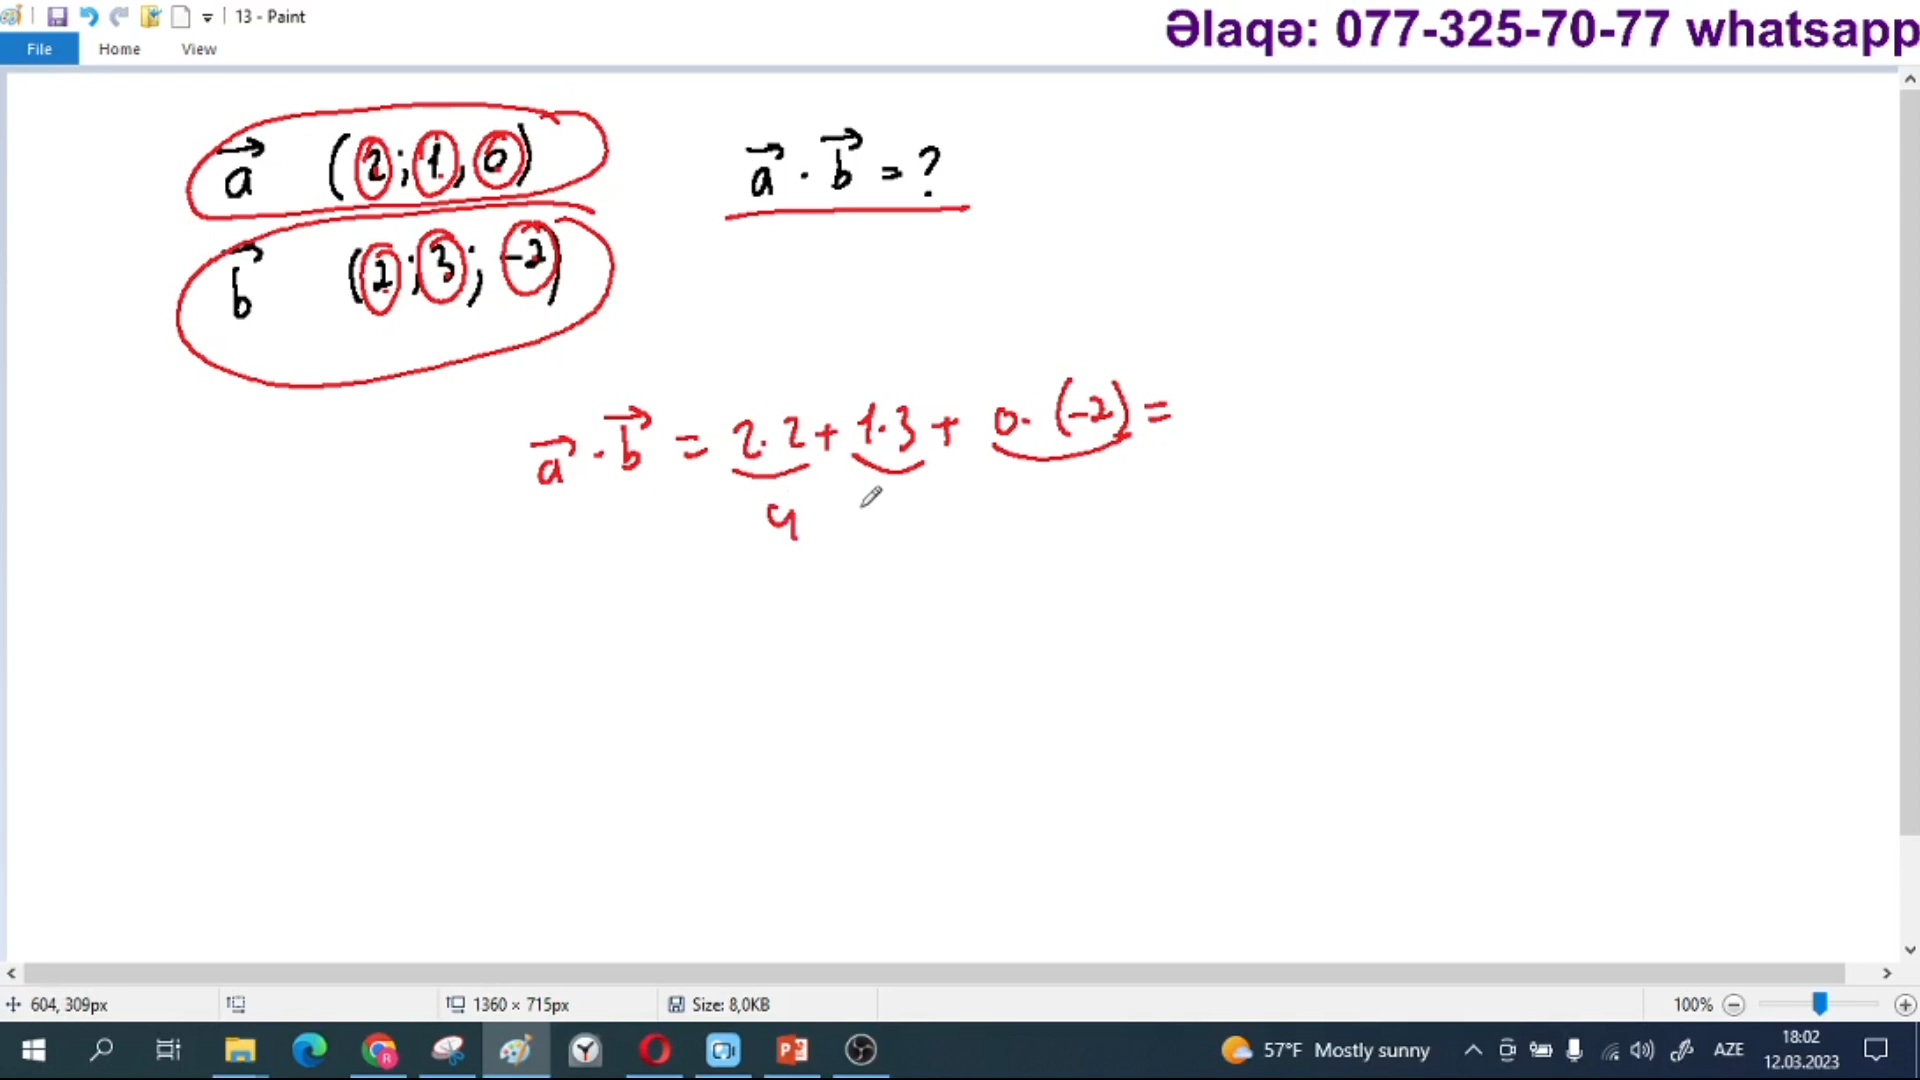 13 - Paint
Əlaqə: 077-325-70-77 whatsapp
File Home View
a (2; 1, 0) a · b = ?
b (2; 3; -2)
a · b = 2·2 + 1·3 + 0·(-2) =
4
604, 309px 1360 × 715px Size: 8,0KB 100%
57°F Mostly sunny AZE 18:02
12.03.2023